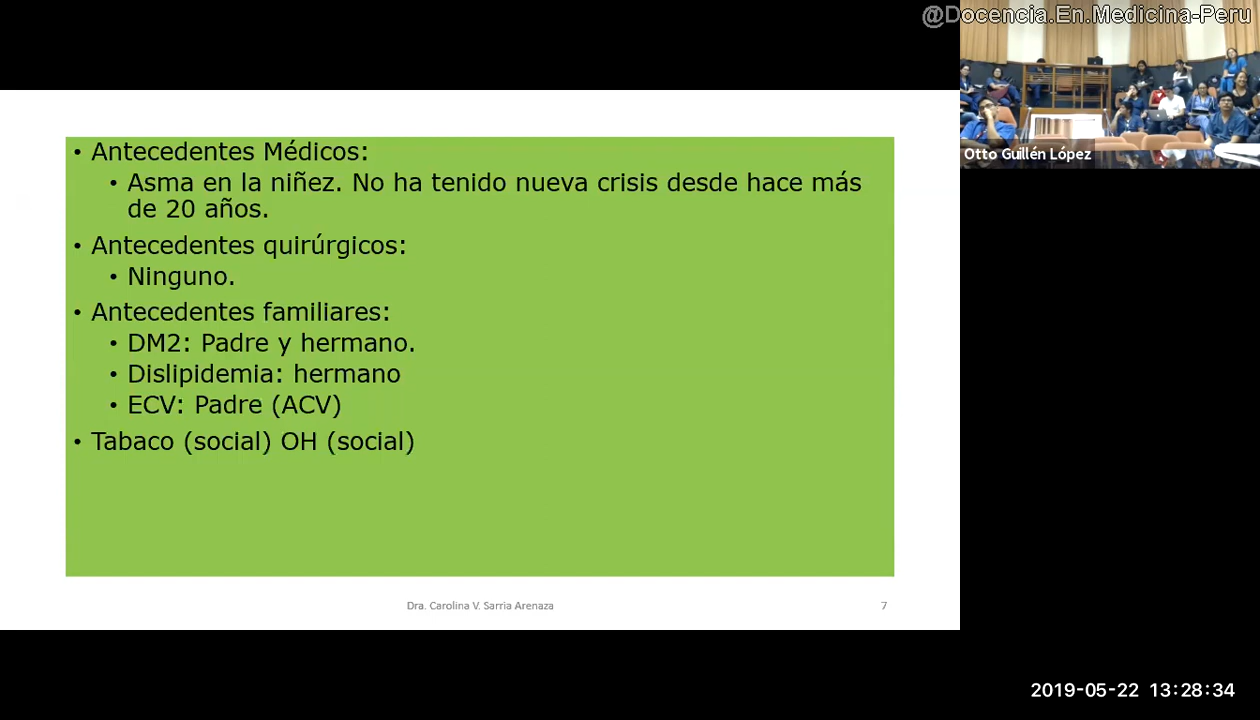 @Docencia.En.Medicina-Peru
Otto Guillén López
• Antecedentes Médicos:
• Asma en la niñez. No ha tenido nueva crisis desde hace más
de 20 años.
• Antecedentes quirúrgicos:
• Ninguno.
• Antecedentes familiares:
• DM2: Padre y hermano.
• Dislipidemia: hermano
• ECV: Padre (ACV)
• Tabaco (social) OH (social)
Dra. Carolina V. Sarria Arenaza
7
2019-05-22 13:28:34